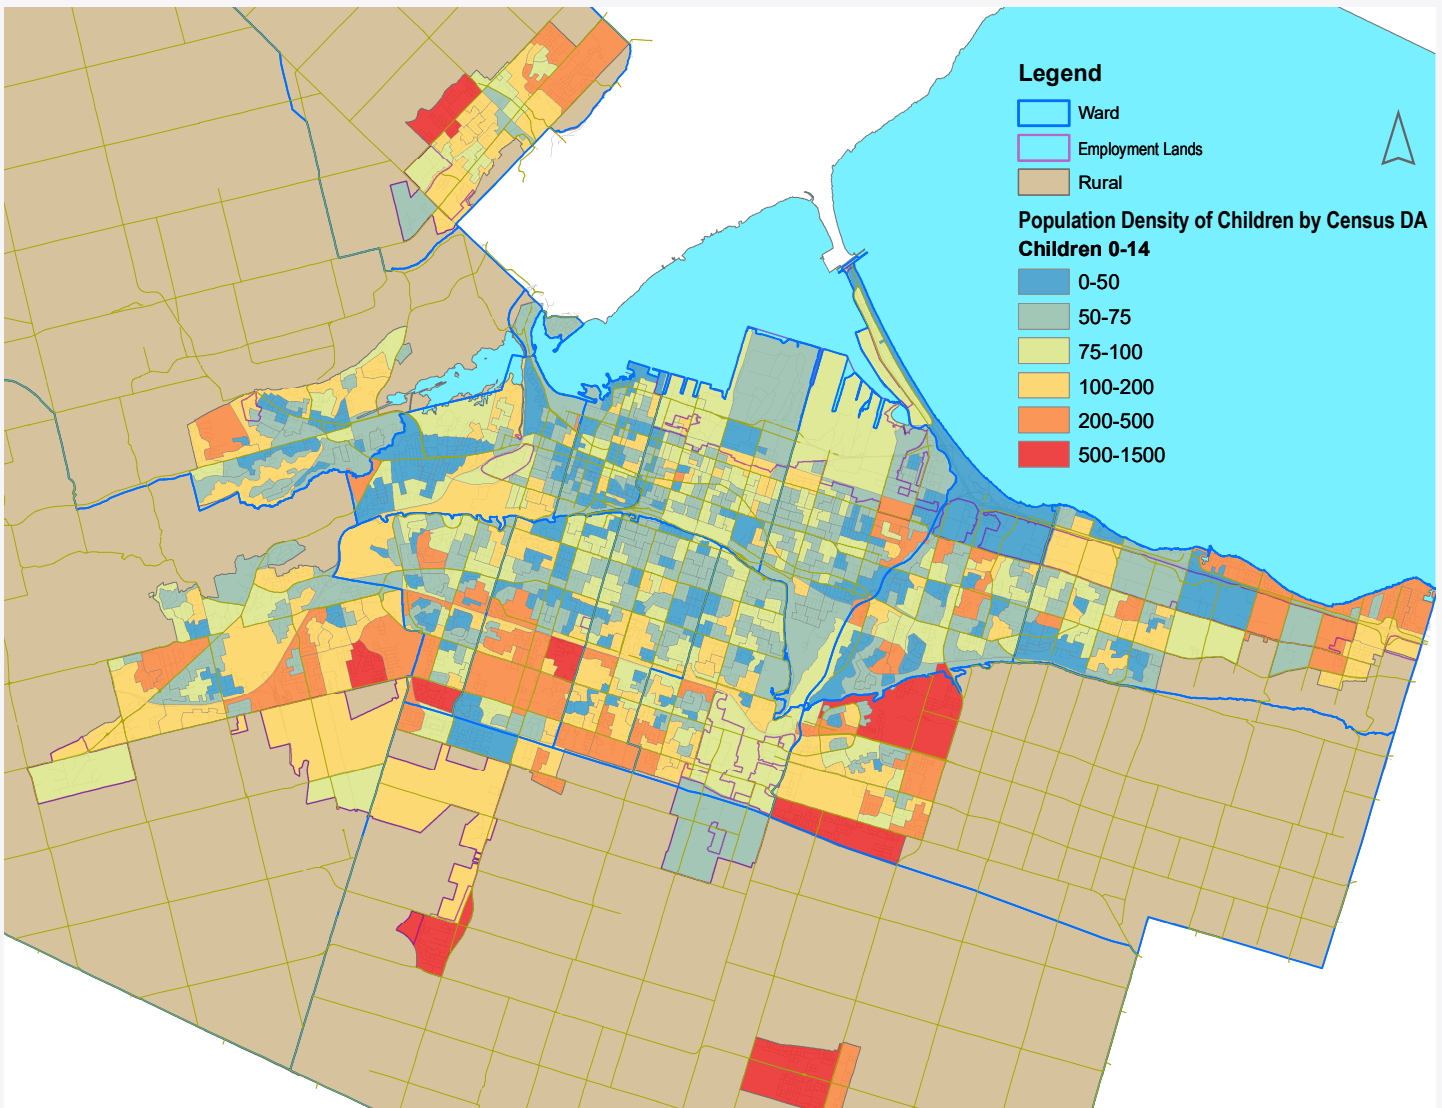 Legend
Ward
Employment Lands
Rural
Population Density of Children by Census DA
Children 0-14
0-50
50-75
75-100
100-200
200-500
500-1500